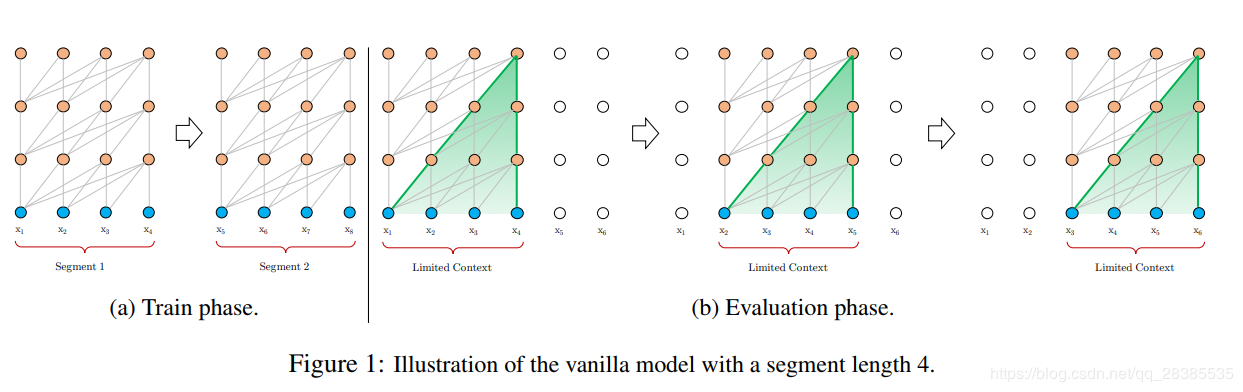 x₁ x₂ x₃ x₄
Segment 1
x₅ x₆ x₇ x₈
Segment 2
(a) Train phase.
x₁ x₂ x₃ x₄ x₅ x₆
Limited Context
x₁ x₂ x₃ x₄ x₅ x₆
Limited Context
x₁ x₂ x₃ x₄ x₅ x₆
Limited Context
(b) Evaluation phase.
Figure 1: Illustration of the vanilla model with a segment length 4.
https://blog.csdn.net/qq_28385535